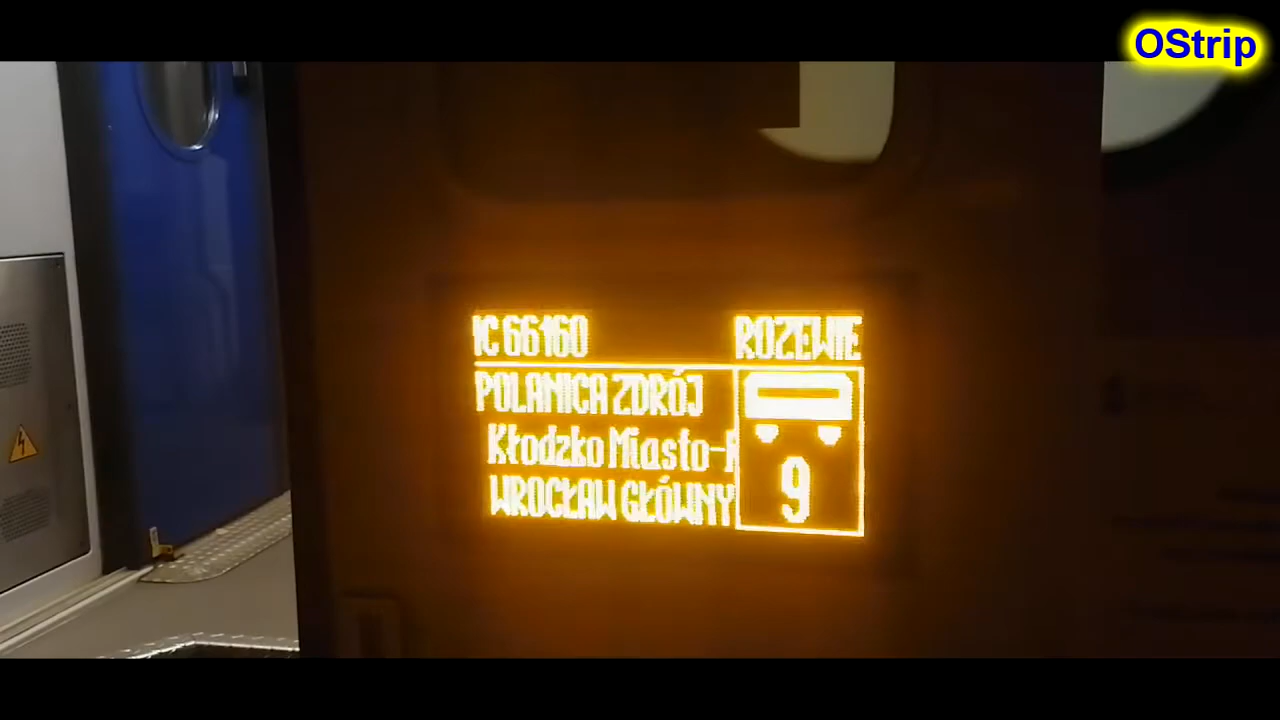 OStrip
IC 66160 ROZEWIE
POLANICA ZDRÓJ
Kłodzko Miasto-
WROCŁAW GŁÓWNY
9